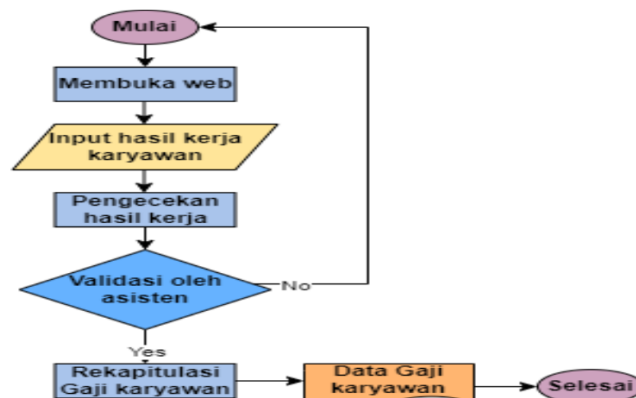 Mulai
Membuka web
Input hasil kerja
karyawan
Pengecekan
hasil kerja
Validasi oleh
asisten
No
Yes
Rekapitulasi
Gaji karyawan
Data Gaji
karyawan
Selesai